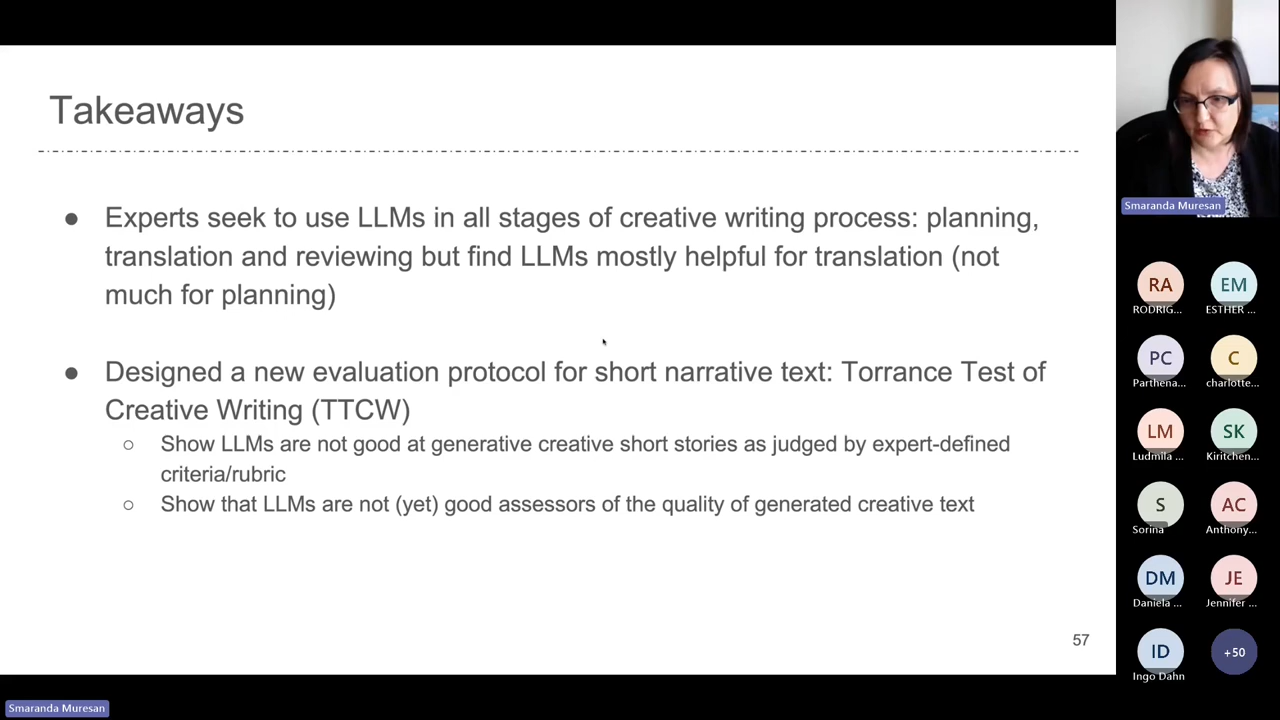 Takeaways
● Experts seek to use LLMs in all stages of creative writing process: planning,
translation and reviewing but find LLMs mostly helpful for translation (not
much for planning)
● Designed a new evaluation protocol for short narrative text: Torrance Test of
Creative Writing (TTCW)
○ Show LLMs are not good at generative creative short stories as judged by expert-defined
criteria/rubric
○ Show that LLMs are not (yet) good assessors of the quality of generated creative text
57
Smaranda Muresan
Smaranda Muresan
RA
EM
RODRIG...
ESTHER ...
PC
C
Parthena...
charlotte...
LM
SK
Ludmila ...
Kiritchen...
S
AC
Sorina
Anthony...
DM
JE
Daniela ...
Jennifer ...
ID
+50
Ingo Dahn